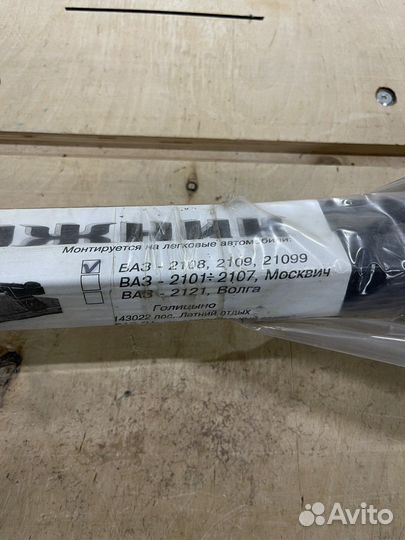 Монтируется на легковые автомобили:
ВАЗ - 2108, 2109, 21099
ВАЗ - 2101÷2107, Москвич
ВАЗ - 2121, Волга
Голицыно
143022 пос. Летний отдых
Avito